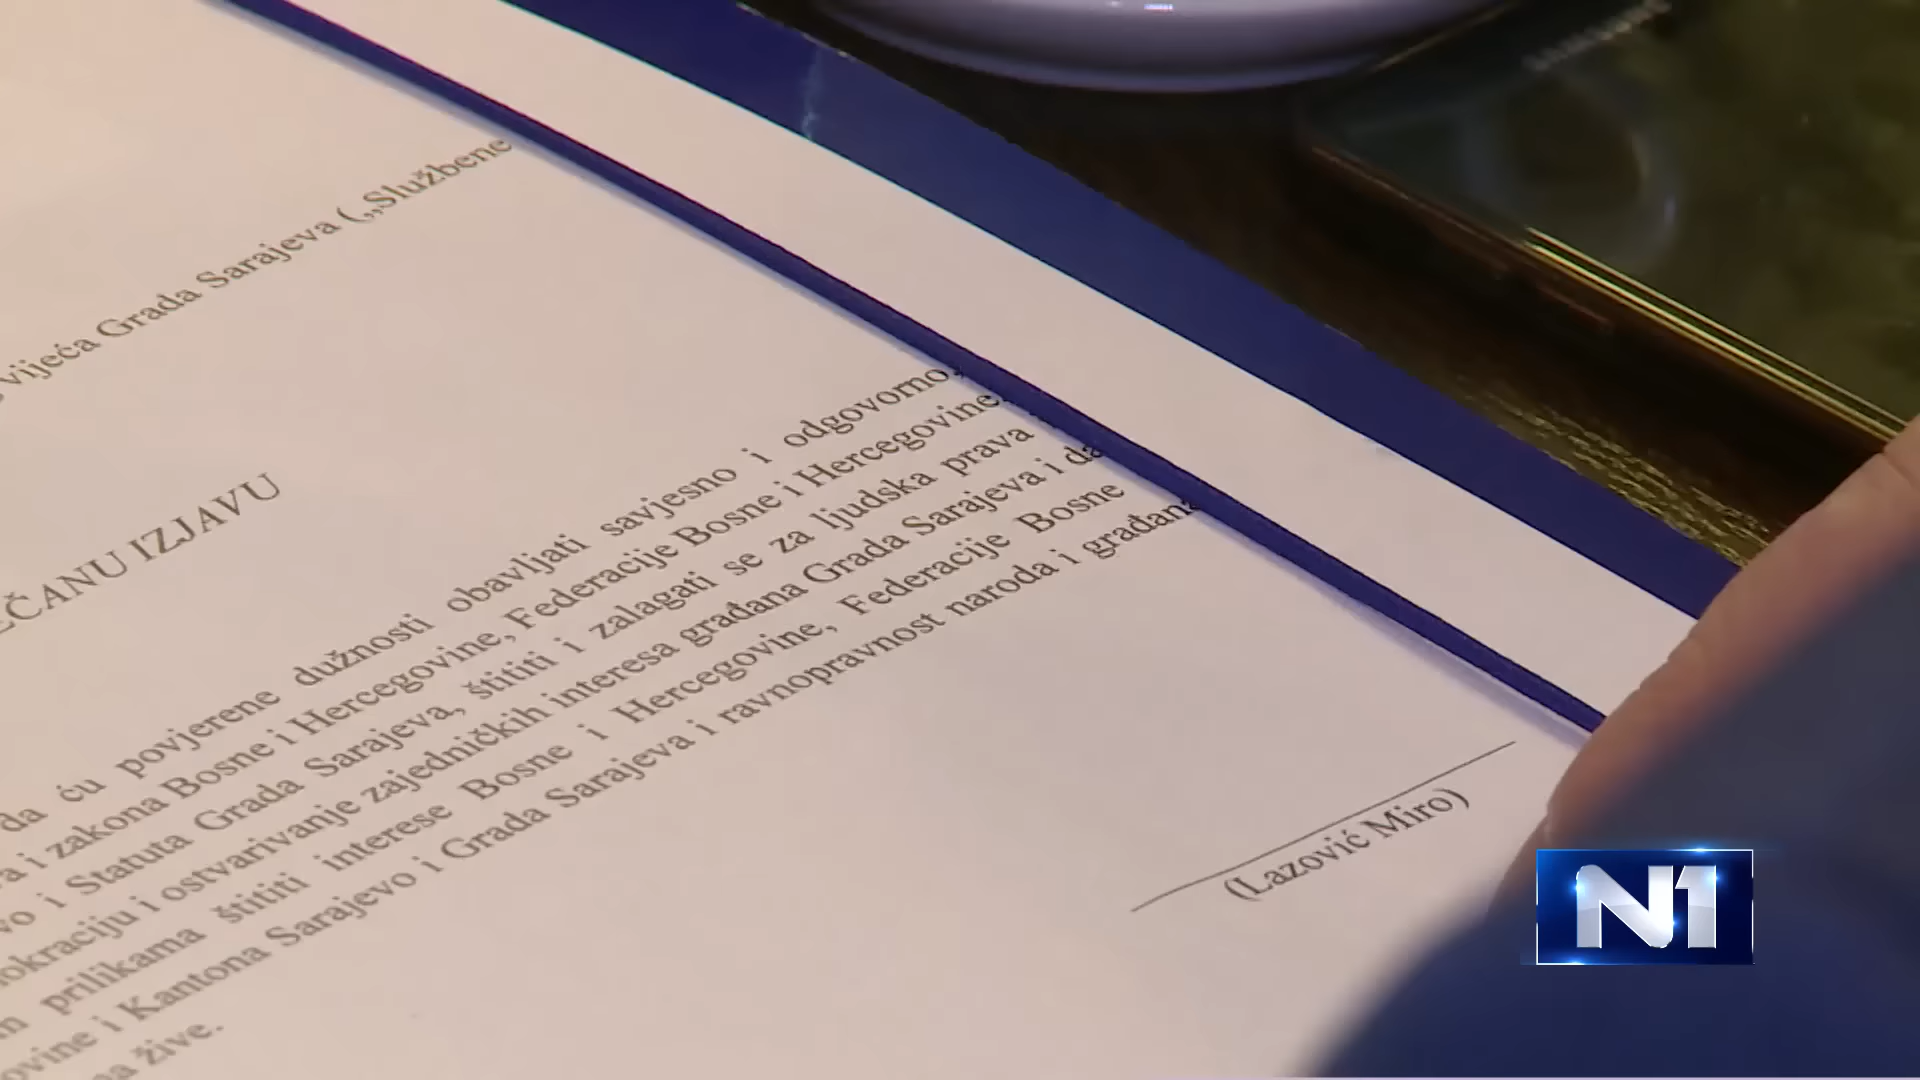 vijeća Grada Sarajeva („Službene
EČANU IZJAVU
da ću povjerene dužnosti obavljati savjesno i odgovorno,
a i zakona Bosne i Hercegovine, Federacije Bosne i Hercegovine,
vo i Statuta Grada Sarajeva, štititi i zalagati se za ljudska prava
okraciju i ostvarivanje zajedničkih interesa građana Grada Sarajeva i da
m prilikama štititi interese Bosne i Hercegovine, Federacije Bosne
ovine i Kantona Sarajevo i Grada Sarajeva i ravnopravnost naroda i građana
na žive.
(Lazović Miro)
N1